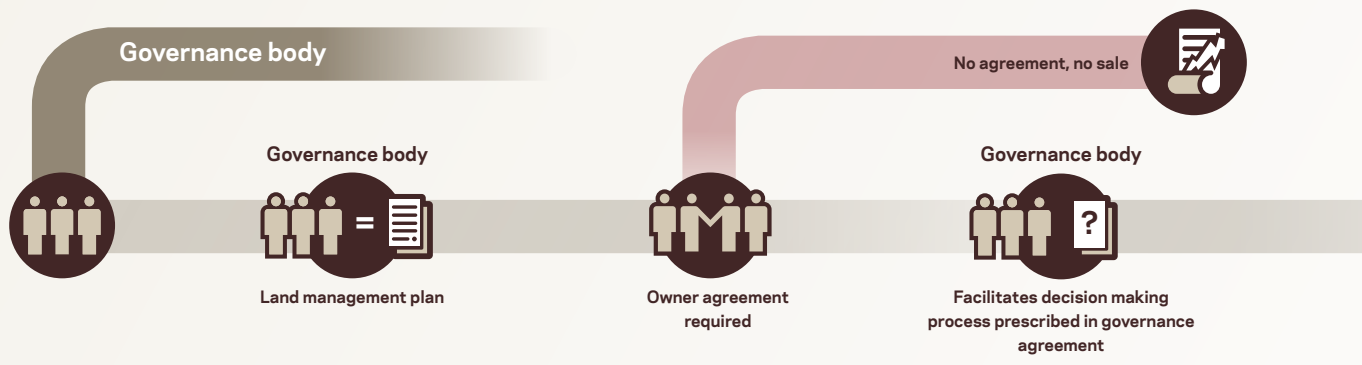 Governance body
No agreement, no sale
Governance body
=
Land management plan
Owner agreement
required
Governance body
?
Facilitates decision making
process prescribed in governance
agreement